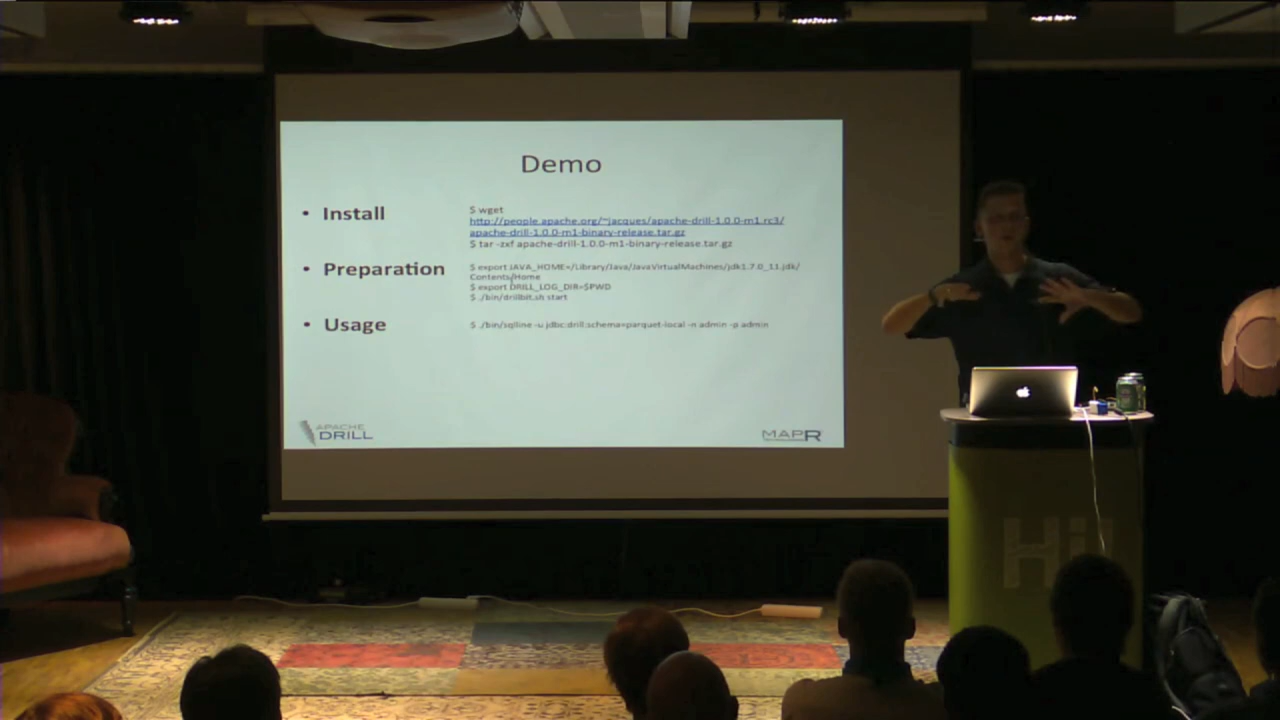 Demo
• Install
$ wget
http://people.apache.org/~jacques/apache-drill-1.0.0-m1.rc3/
apache-drill-1.0.0-m1-binary-release.tar.gz
$ tar -zxf apache-drill-1.0.0-m1-binary-release.tar.gz
• Preparation
$ export JAVA_HOME=/Library/Java/JavaVirtualMachines/jdk1.7.0_11.jdk/
Contents/Home
$ export DRILL_LOG_DIR=$PWD
$ ./bin/drillbit.sh start
• Usage
$ ./bin/sqlline -u jdbc:drill:schema=parquet-local -n admin -p admin
APACHE
DRILL
MAPR
Hi!